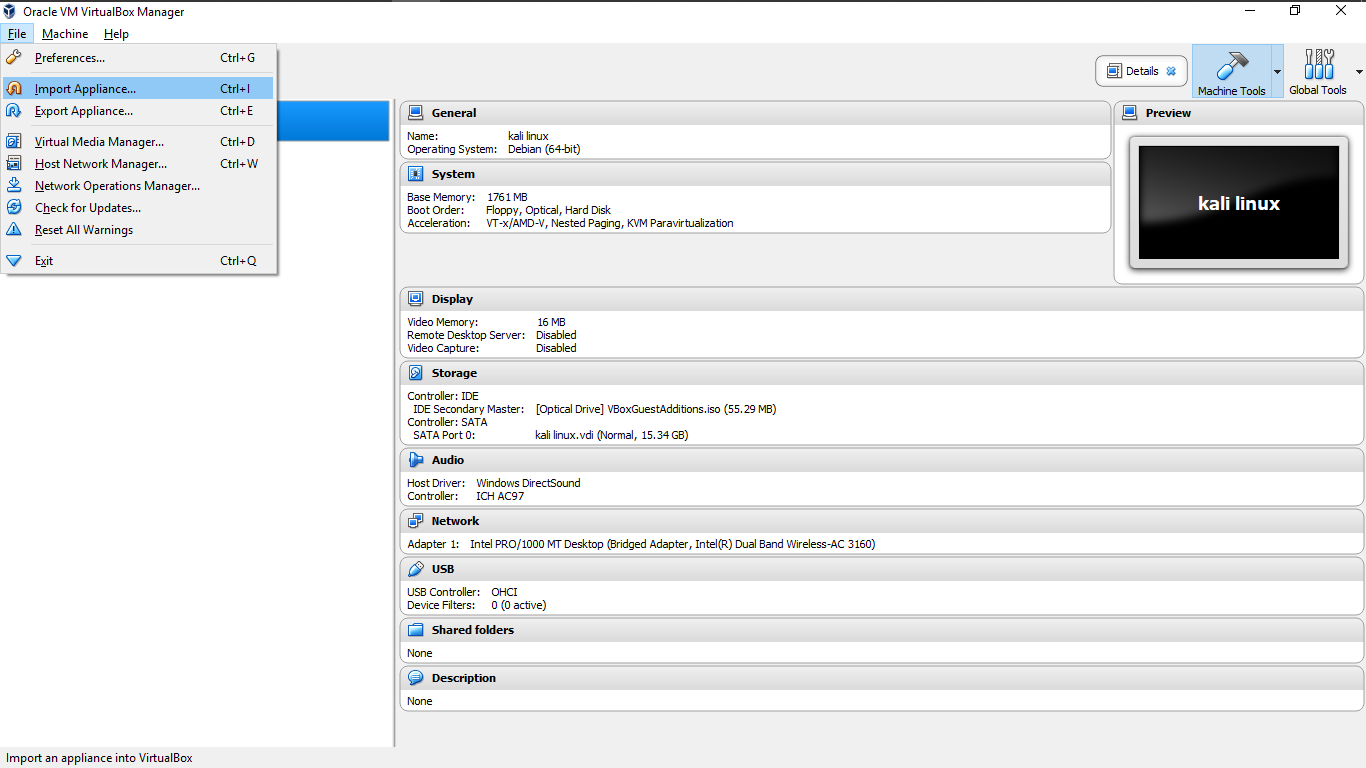 Oracle VM VirtualBox Manager
File Machine Help
Preferences... Ctrl+G
Import Appliance... Ctrl+I
Export Appliance... Ctrl+E
Virtual Media Manager... Ctrl+D
Host Network Manager... Ctrl+W
Network Operations Manager...
Check for Updates...
Reset All Warnings
Exit Ctrl+Q
Details
Machine Tools
Global Tools
General
Name: kali linux
Operating System: Debian (64-bit)
System
Base Memory: 1761 MB
Boot Order: Floppy, Optical, Hard Disk
Acceleration: VT-x/AMD-V, Nested Paging, KVM Paravirtualization
Preview
kali linux
Display
Video Memory: 16 MB
Remote Desktop Server: Disabled
Video Capture: Disabled
Storage
Controller: IDE
IDE Secondary Master: [Optical Drive] VBoxGuestAdditions.iso (55.29 MB)
Controller: SATA
SATA Port 0: kali linux.vdi (Normal, 15.34 GB)
Audio
Host Driver: Windows DirectSound
Controller: ICH AC97
Network
Adapter 1: Intel PRO/1000 MT Desktop (Bridged Adapter, Intel(R) Dual Band Wireless-AC 3160)
USB
USB Controller: OHCI
Device Filters: 0 (0 active)
Shared folders
None
Description
None
Import an appliance into VirtualBox